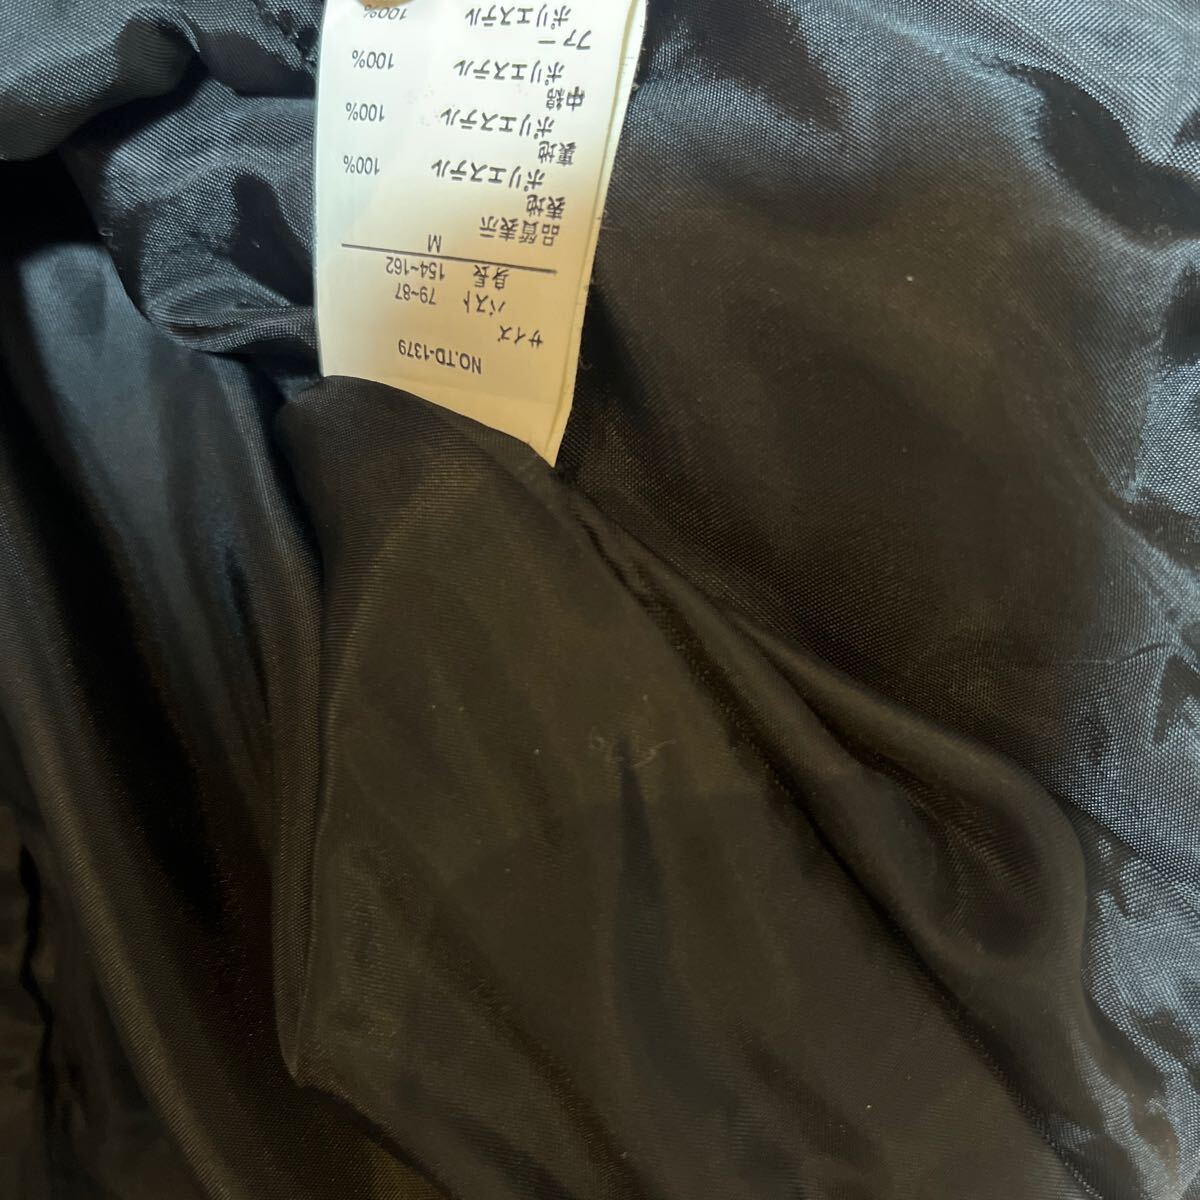 NO.TD-1379
サイズ
バスト 79~87
身長 154~162
M
品質表示
表地
ポリエステル 100%
裏地
ポリエステル 100%
中綿
ポリエステル 100%
ファー
ポリエステル 100%